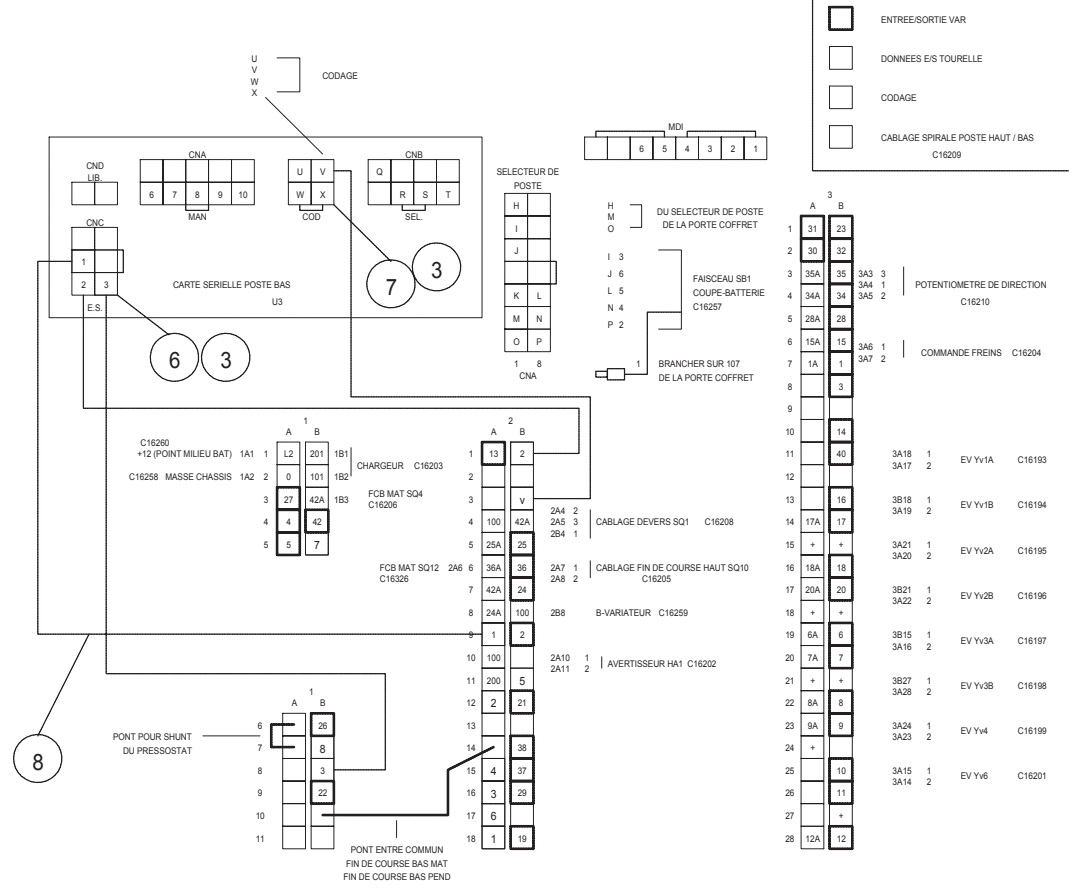 ENTREE/SORTIE VAR
DONNEES E/S TOURELLE
CODAGE
CABLAGE SPIRALE POSTE HAUT / BAS
C16209
U
V
W
X
CODAGE
CND
LIB.
CNA
6 7 8 9 10
MAN
U V
W X
COD
CNB
Q
R S T
SEL.
CNC
1
2 3
E.S.
CARTE SERIELLE POSTE BAS
U3
7
3
6
3
8
MDI
6 5 4 3 2 1
SELECTEUR DE
POSTE
H
I
J
K L
M N
O P
1 8
CNA
H
M
O
DU SELECTEUR DE POSTE
DE LA PORTE COFFRET
I 3
J 6
L 5
N 4
P 2
FAISCEAU SB1
COUPE-BATTERIE
C16257
1
BRANCHER SUR 107
DE LA PORTE COFFRET
1
A B
C16260
+12 (POINT MILIEU BAT) 1A1 1 L2 201 1B1
C16258 MASSE CHASSIS 1A2 2 0 101 1B2
CHARGEUR C16203
3 27 42A 1B3
FCB MAT SQ4
C16206
4 4 42
5 5 7
2
A B
1 13 2
2
3 v
4 100 42A
5 25A 25
FCB MAT SQ12 2A6 6 36A 36
C16326
7 42A 24
8 24A 100 2B8 B-VARIATEUR C16259
9 1 2
10 100
11 200 5
12 2 21
13
14 38
15 4 37
16 3 29
17 6
18 1 19
2A4 2
2A5 3
2B4 1
CABLAGE DEVERS SQ1 C16208
2A7 1
2A8 2
CABLAGE FIN DE COURSE HAUT SQ10
C16205
2A10 1
2A11 2
AVERTISSEUR HA1 C16202
1
A B
6 26
7 8
8 3
9 22
10
11
PONT POUR SHUNT
DU PRESSOSTAT
PONT ENTRE COMMUN
FIN DE COURSE BAS MAT
FIN DE COURSE BAS PEND
3
A B
1 31 23
2 30 32
3 35A 35
4 34A 34
5 28A 28
6 15A 15
7 1A 1
8 3
9
10 14
11 40
12
13 16
14 17A 17
15 + +
16 18A 18
17 20A 20
18 + +
19 6A 6
20 7A 7
21 + +
22 8A 8
23 9A 9
24 +
25 10
26 11
27 +
28 12A 12
3A3 3
3A4 1
3A5 2
POTENTIOMETRE DE DIRECTION
C16210
3A6 1
3A7 2
COMMANDE FREINS C16204
3A18 1
3A17 2
EV Yv1A C16193
3B18 1
3A19 2
EV Yv1B C16194
3A21 1
3A20 2
EV Yv2A C16195
3B21 1
3A22 2
EV Yv2B C16196
3B15 1
3A16 2
EV Yv3A C16197
3B27 1
3A28 2
EV Yv3B C16198
3A24 1
3A23 2
EV Yv4 C16199
3A15 1
3A14 2
EV Yv6 C16201